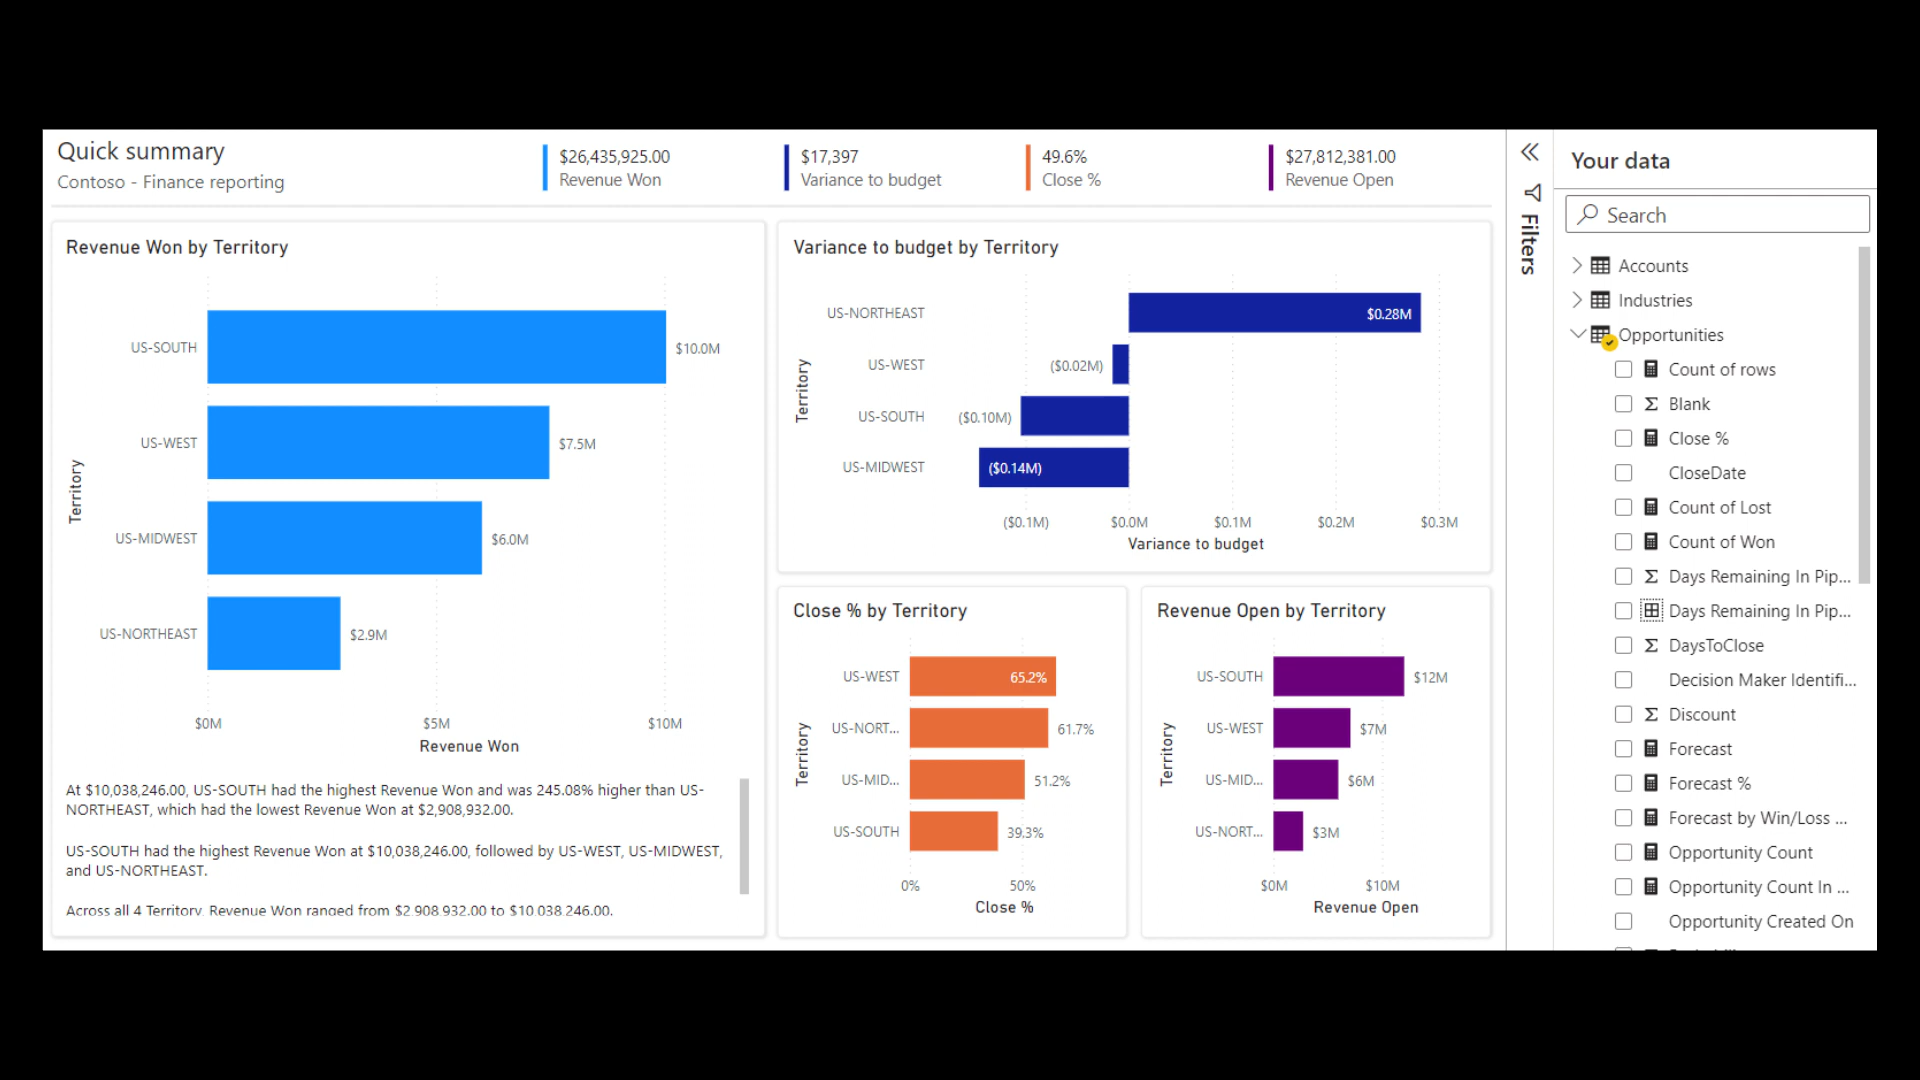 Quick summary
Contoso - Finance reporting
$26,435,925.00
Revenue Won
$17,397
Variance to budget
49.6%
Close %
$27,812,381.00
Revenue Open
Revenue Won by Territory
Territory
US-SOUTH
$10.0M
US-WEST
$7.5M
US-MIDWEST
$6.0M
US-NORTHEAST
$2.9M
$0M
$5M
$10M
Revenue Won
At $10,038,246.00, US-SOUTH had the highest Revenue Won and was 245.08% higher than US-
NORTHEAST, which had the lowest Revenue Won at $2,908,932.00.
US-SOUTH had the highest Revenue Won at $10,038,246.00, followed by US-WEST, US-MIDWEST,
and US-NORTHEAST.
Across all 4 Territory, Revenue Won ranged from $2,908,932.00 to $10,038,246.00.
Variance to budget by Territory
Territory
US-NORTHEAST
$0.28M
US-WEST
($0.02M)
US-SOUTH
($0.10M)
US-MIDWEST
($0.14M)
($0.1M)
$0.0M
$0.1M
$0.2M
$0.3M
Variance to budget
Close % by Territory
Territory
US-WEST
65.2%
US-NORT...
61.7%
US-MID...
51.2%
US-SOUTH
39.3%
0%
50%
Close %
Revenue Open by Territory
Territory
US-SOUTH
$12M
US-WEST
$7M
US-MID...
$6M
US-NORT...
$3M
$0M
$10M
Revenue Open
Filters
Your data
Search
Accounts
Industries
Opportunities
Count of rows
Blank
Close %
CloseDate
Count of Lost
Count of Won
Days Remaining In Pip...
Days Remaining In Pip...
DaysToClose
Decision Maker Identifi...
Discount
Forecast
Forecast %
Forecast by Win/Loss ...
Opportunity Count
Opportunity Count In ...
Opportunity Created On